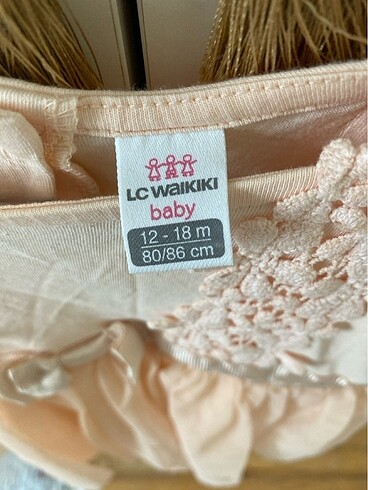 LC WAIKIKI
baby
12 - 18 m
80/86 cm